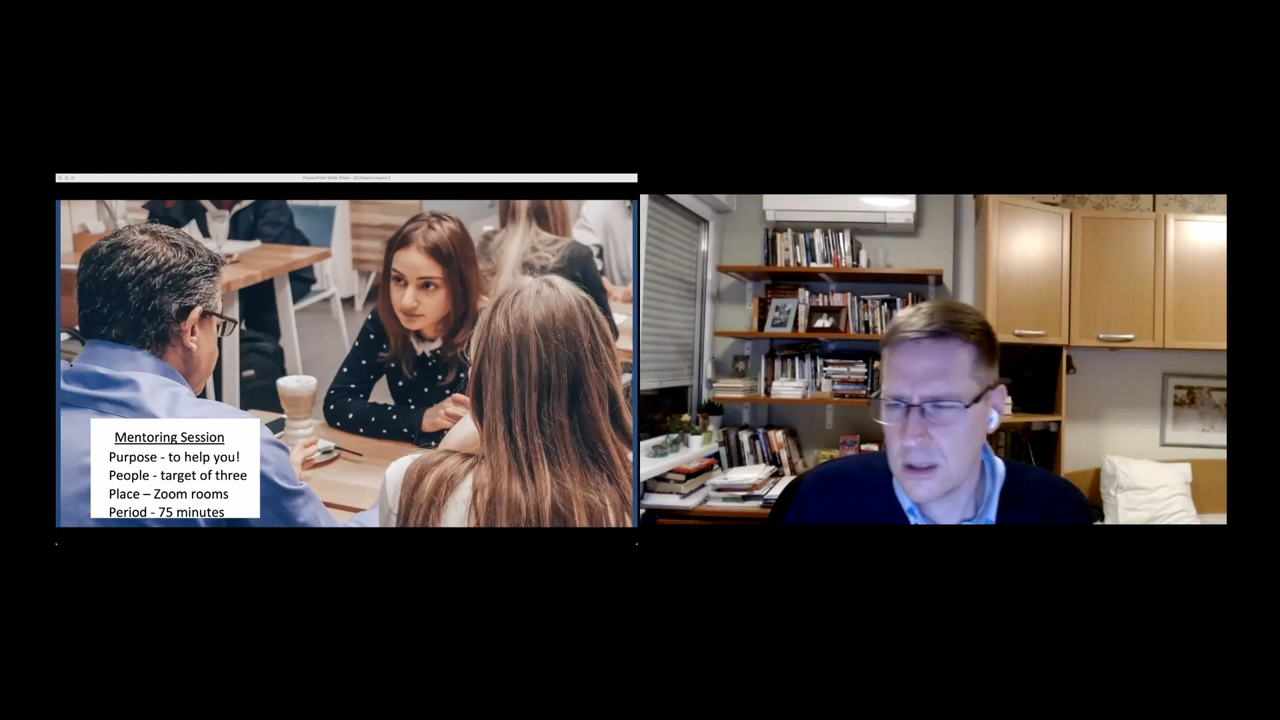 Mentoring Session
Purpose - to help you!
People - target of three
Place – Zoom rooms
Period - 75 minutes